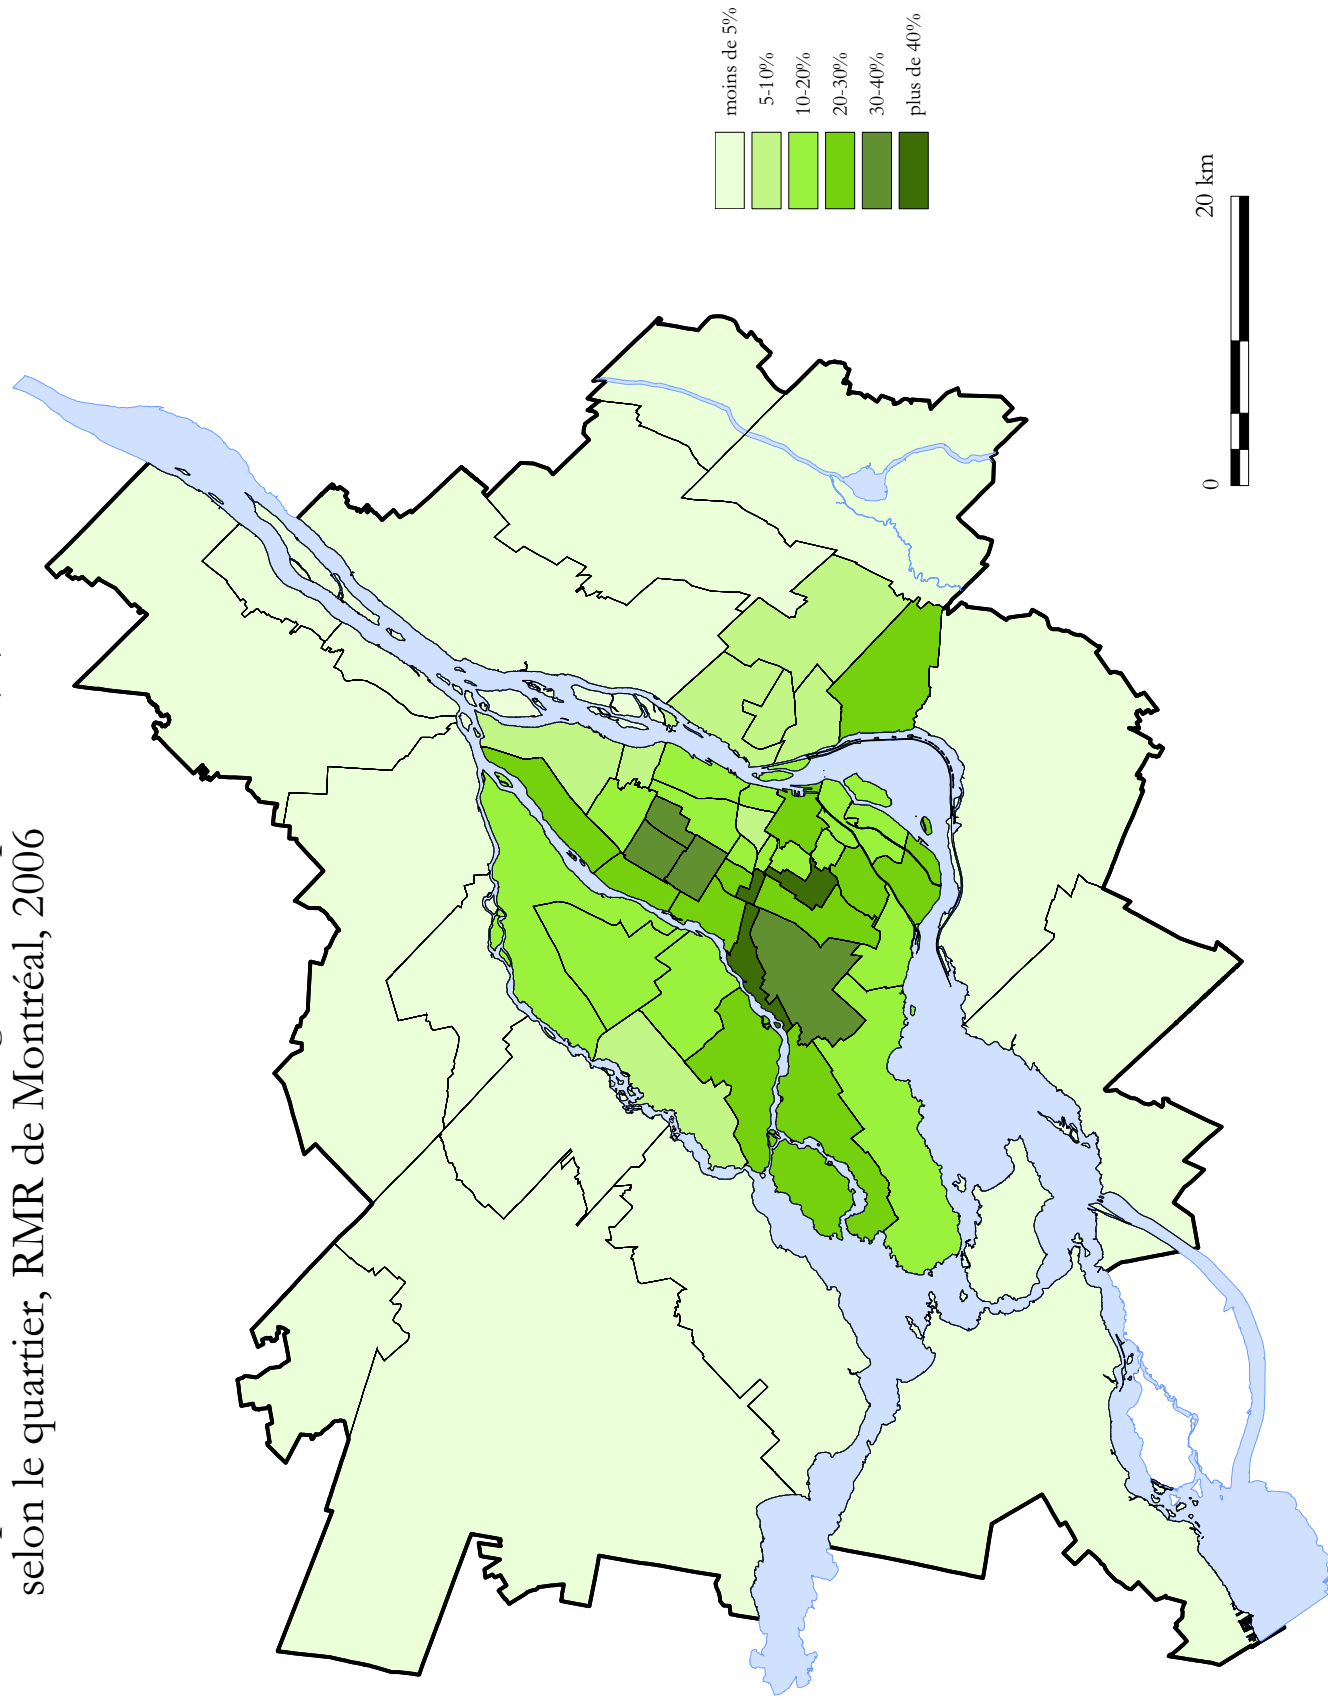 selon le quartier, RMR de Montréal, 2006
moins de 5%
5-10%
10-20%
20-30%
30-40%
plus de 40%
0 20 km